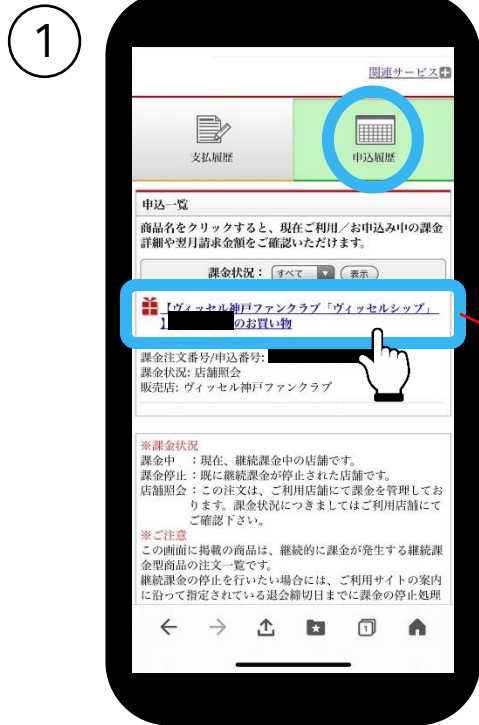 1
関連サービス
支払履歴
申込履歴
申込一覧
商品名をクリックすると、現在ご利用／お申込み中の課金
詳細や翌月請求金額をご確認いただけます。
課金状況： すべて 表示
【ヴィッセル神戸ファンクラブ「ヴィッセルシップ」
】 のお買い物
課金注文番号/申込番号:
課金状況: 店舗照会
販売店: ヴィッセル神戸ファンクラブ
※課金状況
課金中 ：現在、継続課金中の店舗です。
課金停止：既に継続課金が停止された店舗です。
店舗照会：この注文は、ご利用店舗にて課金を管理してお
ります。課金状況につきましてはご利用店舗にて
ご確認下さい。
※ご注意
この画面に掲載の商品は、継続的に課金が発生する継続課
金型商品の注文一覧です。
継続課金の停止を行いたい場合には、ご利用サイトの案内
に沿って指定されている退会締切日までに課金の停止処理
1